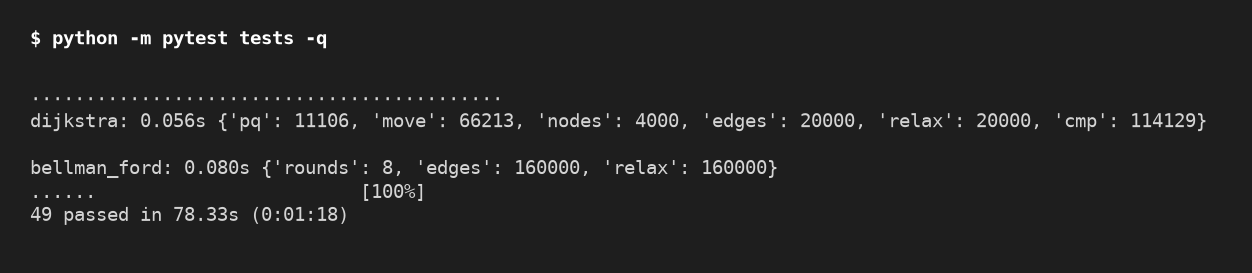 $ python -m pytest tests -q
...........................................
dijkstra: 0.056s {'pq': 11106, 'move': 66213, 'nodes': 4000, 'edges': 20000, 'relax': 20000, 'cmp': 114129}
bellman_ford: 0.080s {'rounds': 8, 'edges': 160000, 'relax': 160000}
...... [100%]
49 passed in 78.33s (0:01:18)